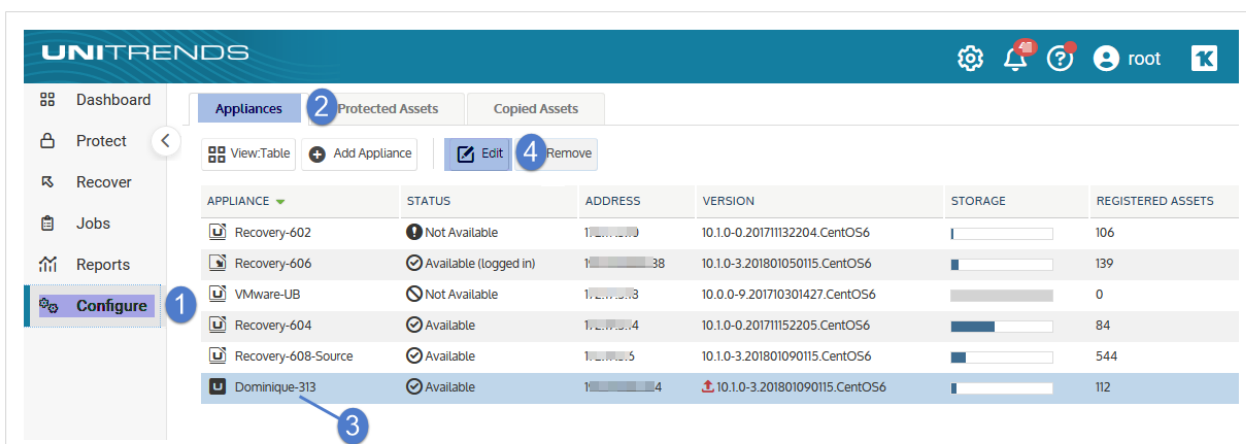 UNITRENDS
root
Dashboard
Protect
Recover
Jobs
Reports
Configure 1
Appliances 2 Protected Assets Copied Assets
View:Table Add Appliance Edit 4 Remove
APPLIANCE STATUS ADDRESS VERSION STORAGE REGISTERED ASSETS
Recovery-602 Not Available 10.1.0-0.201711132204.CentOS6 106
Recovery-606 Available (logged in) 38 10.1.0-3.201801050115.CentOS6 139
VMware-UB Not Available 10.0.0-9.201710301427.CentOS6 0
Recovery-604 Available 10.1.0-0.201711152205.CentOS6 84
Recovery-608-Source Available 10.1.0-3.201801090115.CentOS6 544
Dominique-313 Available 10.1.0-3.201801090115.CentOS6 112
3